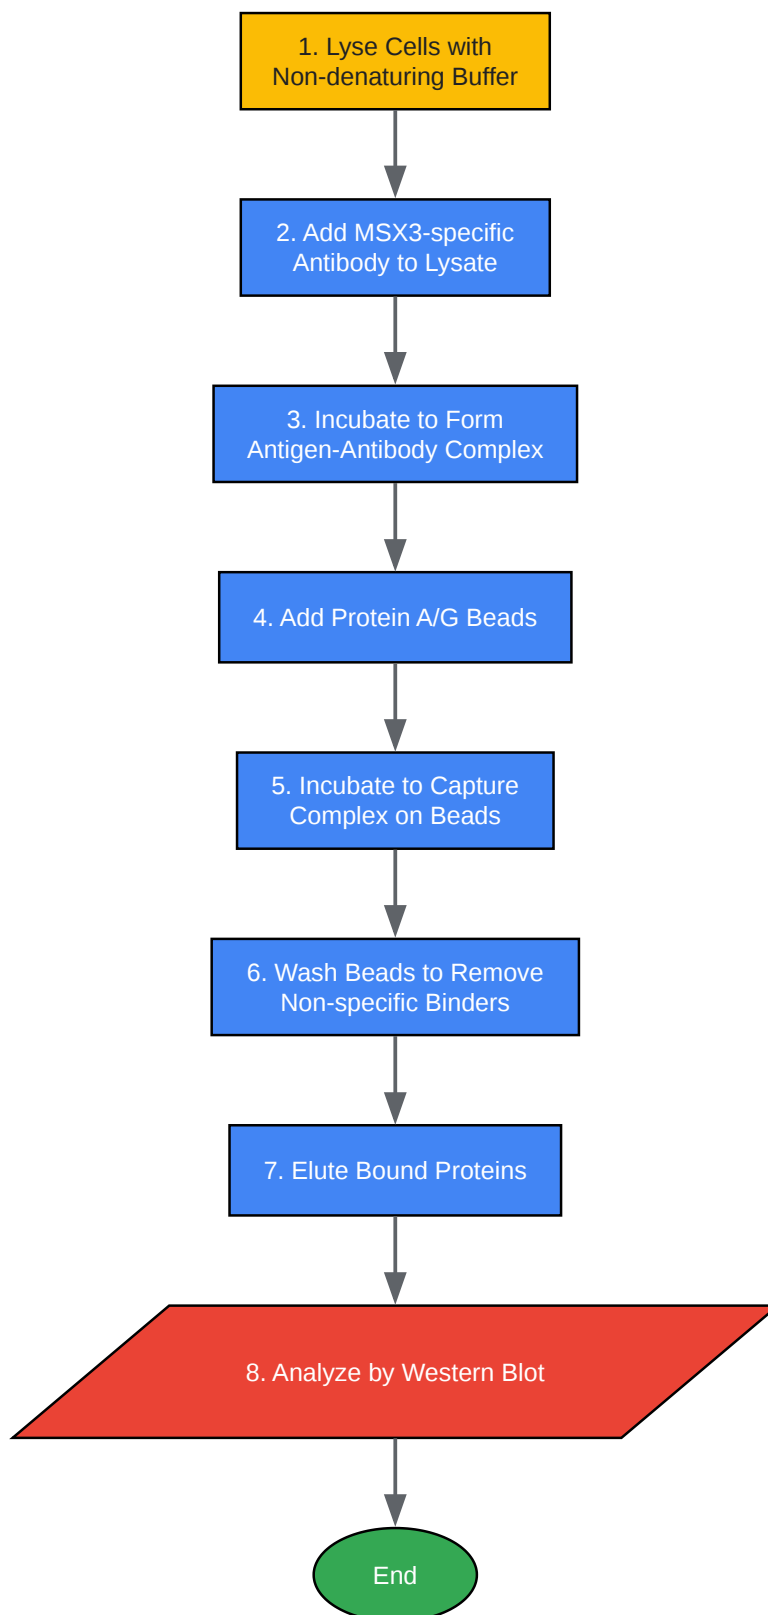 1. Lyse Cells with
Non-denaturing Buffer
2. Add MSX3-specific
Antibody to Lysate
3. Incubate to Form
Antigen-Antibody Complex
4. Add Protein A/G Beads
5. Incubate to Capture
Complex on Beads
6. Wash Beads to Remove
Non-specific Binders
7. Elute Bound Proteins
8. Analyze by Western Blot
End